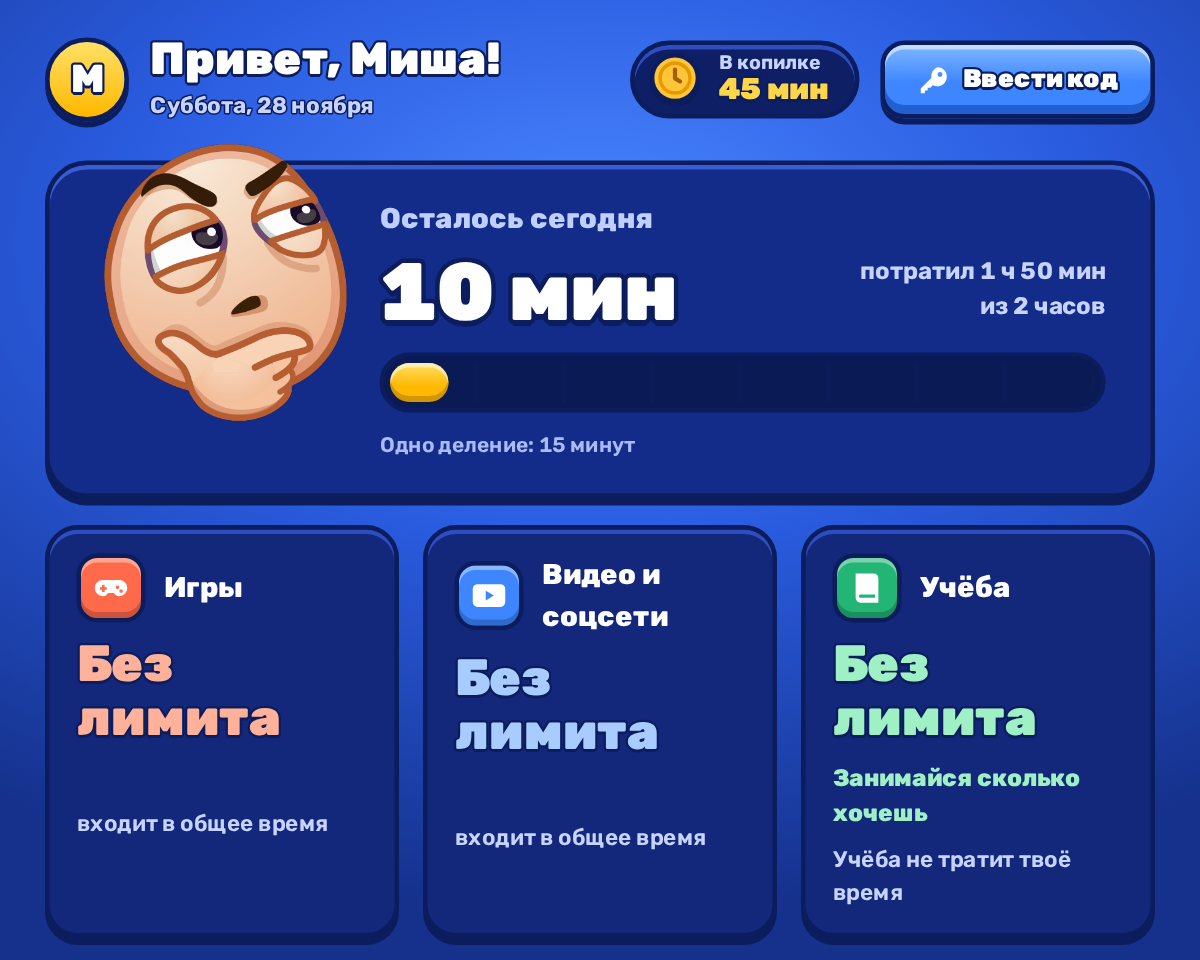 М
Привет, Миша!
Суббота, 28 ноября
В копилке
45 мин
Ввести код
Осталось сегодня
10 мин
потратил 1 ч 50 мин
из 2 часов
Одно деление: 15 минут
Игры
Без
лимита
входит в общее время
Видео и
соцсети
Без
лимита
входит в общее время
Учёба
Без
лимита
Занимайся сколько
хочешь
Учёба не тратит твоё
время